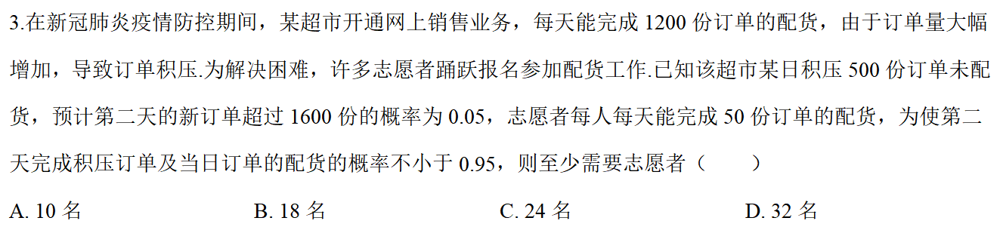 3.在新冠肺炎疫情防控期间，某超市开通网上销售业务，每天能完成 1200 份订单的配货，由于订单量大幅
增加，导致订单积压.为解决困难，许多志愿者踊跃报名参加配货工作.已知该超市某日积压 500 份订单未配
货，预计第二天的新订单超过 1600 份的概率为 0.05，志愿者每人每天能完成 50 份订单的配货，为使第二
天完成积压订单及当日订单的配货的概率不小于 0.95，则至少需要志愿者（　　）
A. 10 名 B. 18 名 C. 24 名 D. 32 名